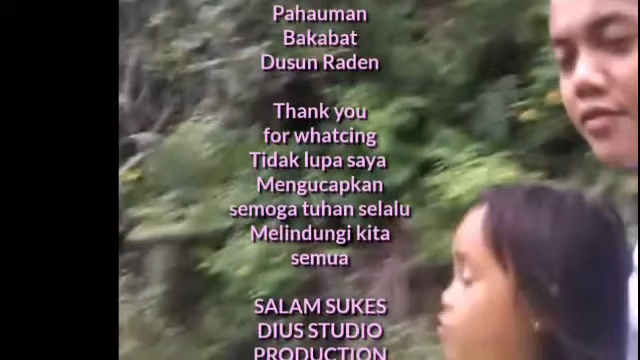 Pahauman
Bakabat
Dusun Raden
Thank you
for whatcing
Tidak lupa saya
Mengucapkan
semoga tuhan selalu
Melindungi kita
semua
SALAM SUKES
DIUS STUDIO
PRODUCTION